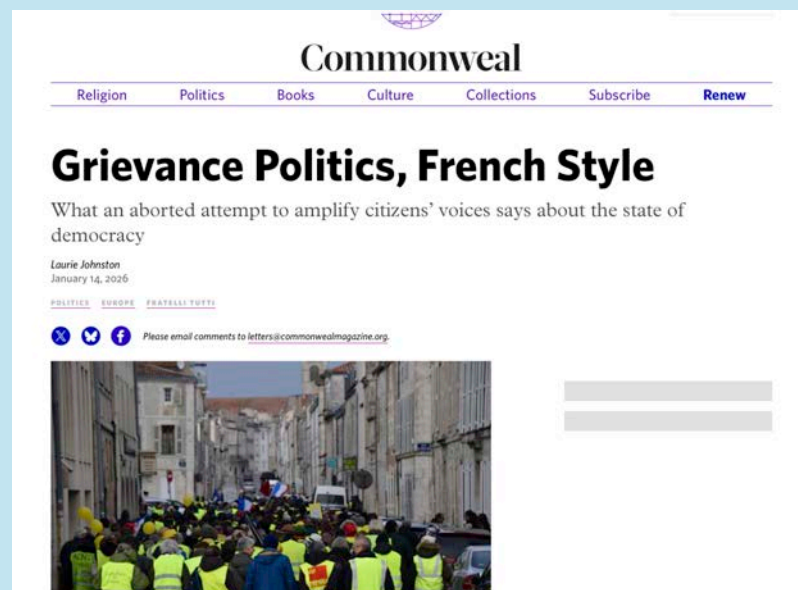 Commonweal
Religion Politics Books Culture Collections Subscribe Renew
Grievance Politics, French Style
What an aborted attempt to amplify citizens’ voices says about the state of
democracy
Laurie Johnston
January 14, 2026
POLITICS EUROPE FRATELLI TUTTI
Please email comments to letters@commonwealmagazine.org.